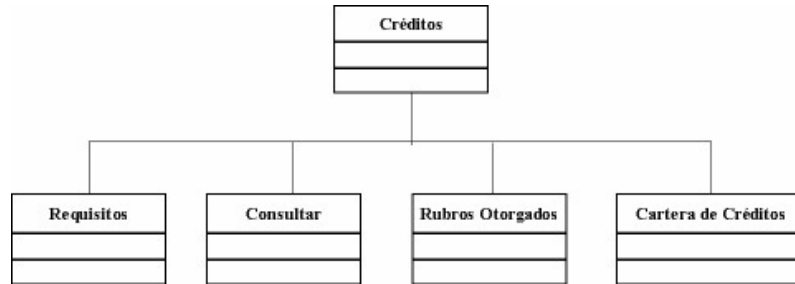 Créditos
Requisitos
Consultar
Rubros Otorgados
Cartera de Créditos